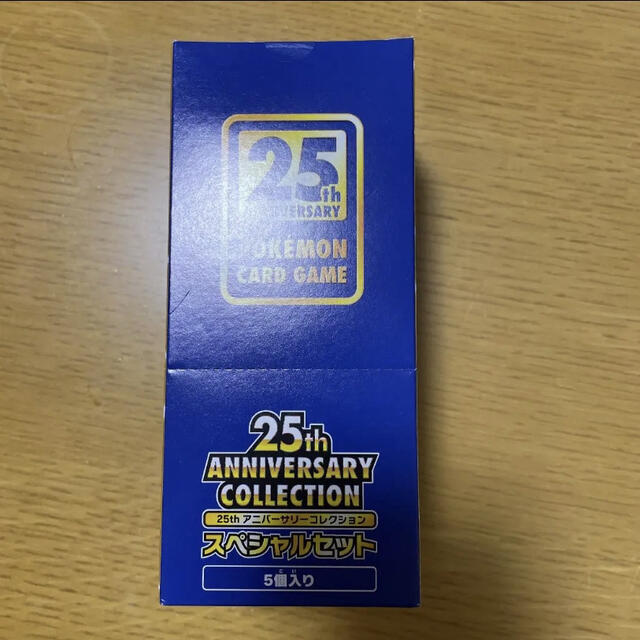 25th
ANNIVERSARY
POKÉMON
CARD GAME
25th
ANNIVERSARY
COLLECTION
25th アニバーサリーコレクション
スペシャルセット
5個入り